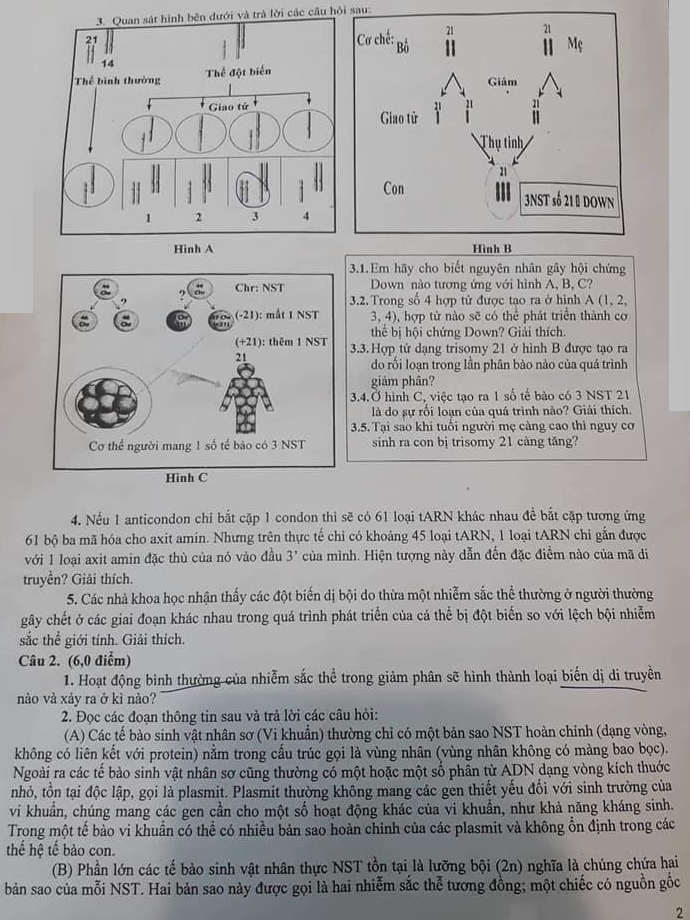 3. Quan sát hình bên dưới và trả lời các câu hỏi sau:
21
14
Thể bình thường
Thể đột biến
Giao tử
1 2 3 4
Hình A
Cơ chế:
Bố
21
21
Mẹ
Giảm
Giao tử
21
21
21
Thụ tinh
21
Con
3NST số 21 DOWN
Hình B
46 Chr
46 Chr
?
?
46 Chr
46 Chr
Chr: NST
(-21): mất 1 NST
(+21): thêm 1 NST
21
Cơ thể người mang 1 số tế bào có 3 NST
Hình C
3.1. Em hãy cho biết nguyên nhân gây hội chứng
Down nào tương ứng với hình A, B, C?
3.2. Trong số 4 hợp tử được tạo ra ở hình A (1, 2,
3, 4), hợp tử nào sẽ có thể phát triển thành cơ
thể bị hội chứng Down? Giải thích.
3.3. Hợp tử dạng trisomy 21 ở hình B được tạo ra
do rối loạn trong lần phân bào nào của quá trình
giảm phân?
3.4. Ở hình C, việc tạo ra 1 số tế bào có 3 NST 21
là do sự rối loạn của quá trình nào? Giải thích.
3.5. Tại sao khi tuổi người mẹ càng cao thì nguy cơ
sinh ra con bị trisomy 21 càng tăng?
4. Nếu 1 anticondon chỉ bắt cặp 1 condon thì sẽ có 61 loại tARN khác nhau để bắt cặp tương ứng
61 bộ ba mã hóa cho axit amin. Nhưng trên thực tế chỉ có khoảng 45 loại tARN, 1 loại tARN chỉ gắn được
với 1 loại axit amin đặc thù của nó vào đầu 3' của mình. Hiện tượng này dẫn đến đặc điểm nào của mã di
truyền? Giải thích.
5. Các nhà khoa học nhận thấy các đột biến dị bội do thừa một nhiễm sắc thể thường ở người thường
gây chết ở các giai đoạn khác nhau trong quá trình phát triển của cá thể bị đột biến so với lệch bội nhiễm
sắc thể giới tính. Giải thích.
Câu 2. (6,0 điểm)
1. Hoạt động bình thường của nhiễm sắc thể trong giảm phân sẽ hình thành loại biến dị di truyền
nào và xảy ra ở kì nào?
2. Đọc các đoạn thông tin sau và trả lời các câu hỏi:
(A) Các tế bào sinh vật nhân sơ (Vi khuẩn) thường chỉ có một bản sao NST hoàn chỉnh (dạng vòng,
không có liên kết với protein) nằm trong cấu trúc gọi là vùng nhân (vùng nhân không có màng bao bọc).
Ngoài ra các tế bào sinh vật nhân sơ cũng thường có một hoặc một số phân tử ADN dạng vòng kích thước
nhỏ, tồn tại độc lập, gọi là plasmit. Plasmit thường không mang các gen thiết yếu đối với sinh trưởng của
vi khuẩn, chúng mang các gen cần cho một số hoạt động khác của vi khuẩn, như khả năng kháng sinh.
Trong một tế bào vi khuẩn có thể có nhiều bản sao hoàn chỉnh của các plasmit và không ổn định trong các
thế hệ tế bào con.
(B) Phần lớn các tế bào sinh vật nhân thực NST tồn tại là lưỡng bội (2n) nghĩa là chúng chứa hai
bản sao của mỗi NST. Hai bản sao này được gọi là hai nhiễm sắc thể tương đồng; một chiếc có nguồn gốc
2